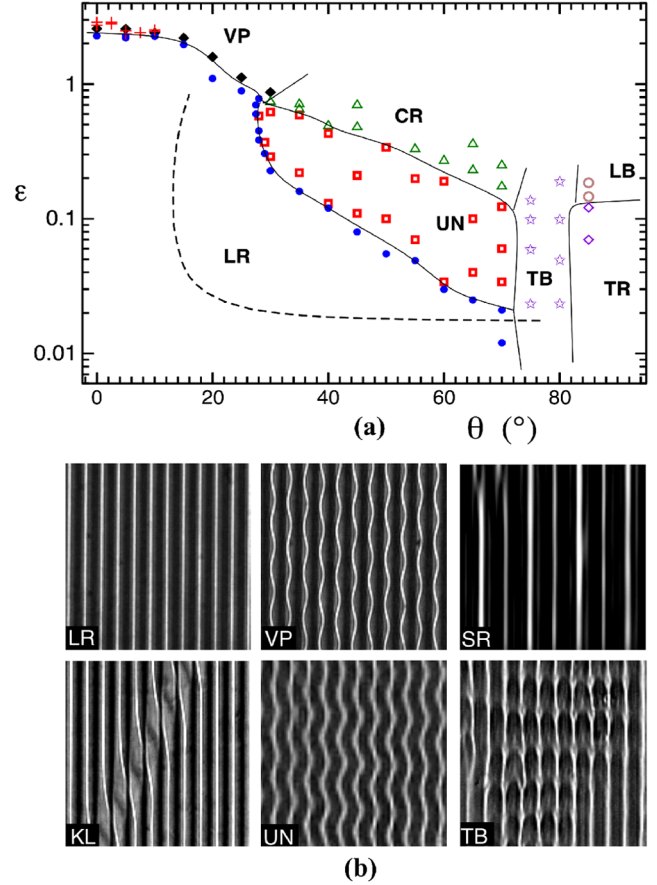 (a)
VP
1
CR
ε
0.1
UN
LB
LR
TB
TR
0.01
0 20 40 60 80
(a) θ (°)
LR VP SR
KL UN TB
(b)